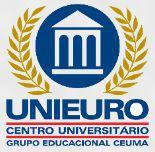 UNIEURO
CENTRO UNIVERSITÁRIO
GRUPO EDUCACIONAL CEUMA